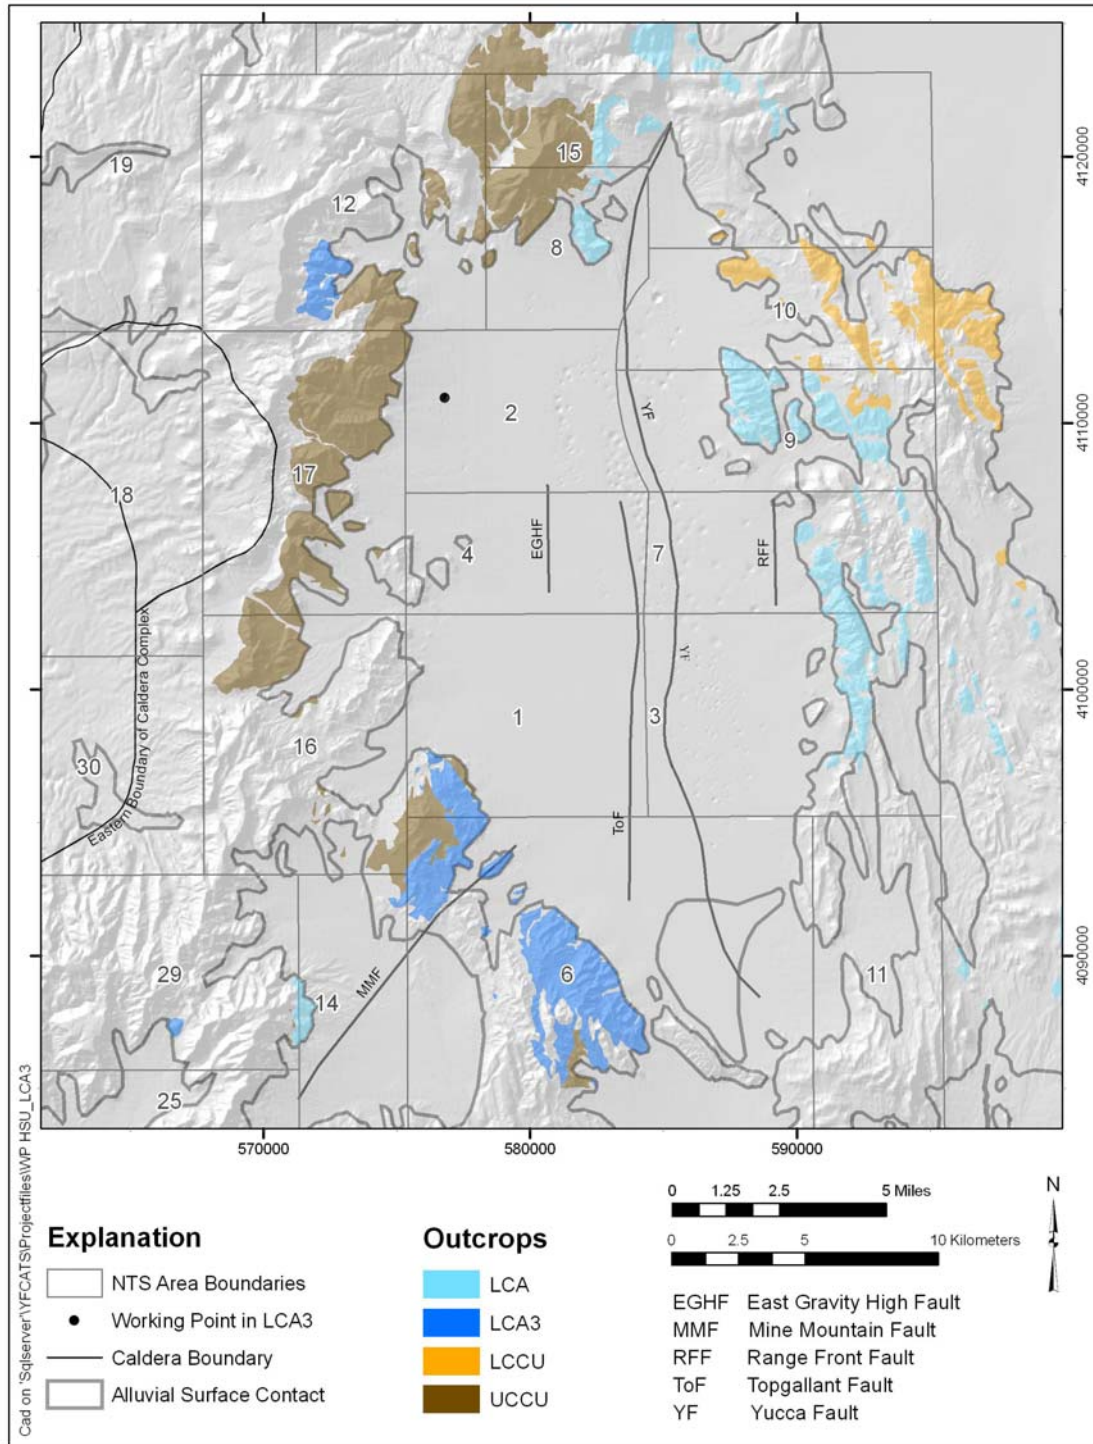 19
15
12
8
10
2
YF
9
17
18
4
EGHF
7
RFF
Eastern Boundary of Caldera Complex
YF
1
3
16
30
ToF
29
14
MMF
6
11
25
4120000
4110000
4100000
4090000
570000
580000
590000
Cad on 'Sqlserver'\YFCATS\Projectfiles\WP HSU_LCA3
Explanation
NTS Area Boundaries
Working Point in LCA3
Caldera Boundary
Alluvial Surface Contact
Outcrops
LCA
LCA3
LCCU
UCCU
0 1.25 2.5 5 Miles
0 2.5 5 10 Kilometers
N
EGHF East Gravity High Fault
MMF Mine Mountain Fault
RFF Range Front Fault
ToF Topgallant Fault
YF Yucca Fault